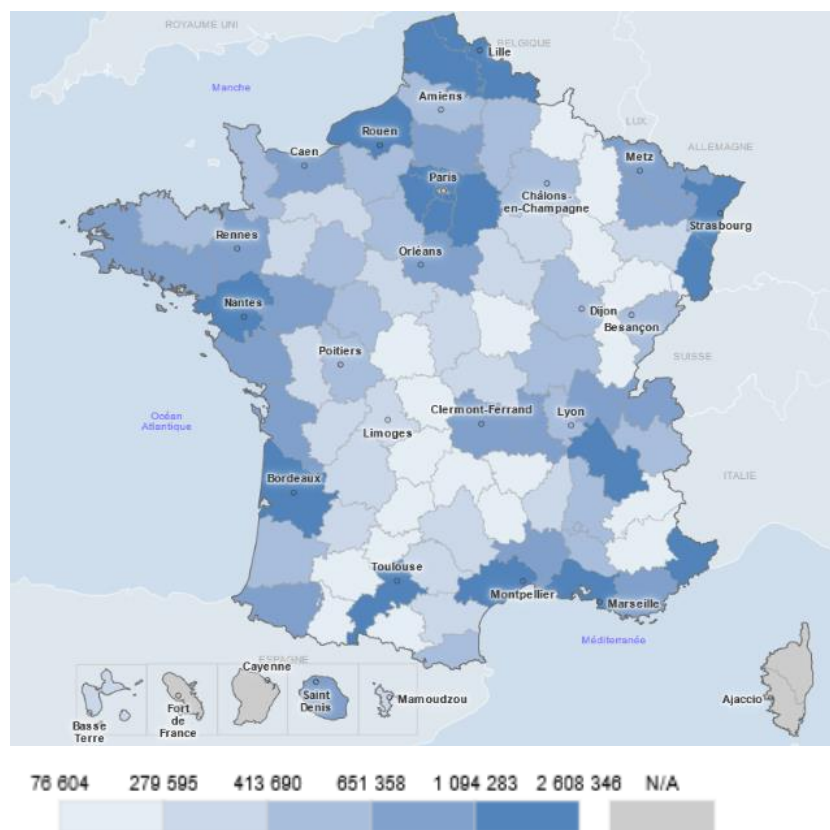 ROYAUME UNI
BELGIQUE
Lille
Manche
Amiens
LUX.
Rouen
ALLEMAGNE
Caen
Metz
Paris
Châlons-
en-Champagne
Strasbourg
Rennes
Orléans
Nantes
Dijon
Besançon
Poitiers
SUISSE
Clermont-Ferrand
Lyon
Océan
Atlantique
Limoges
ITALIE
Bordeaux
Toulouse
Montpellier
Marseille
Méditerranée
ESPAGNE
Cayenne
Saint
Denis
Mamoudzou
Ajaccio
Fort
de
France
Basse
Terre
76 604 279 595 413 690 651 358 1 094 283 2 608 346 N/A